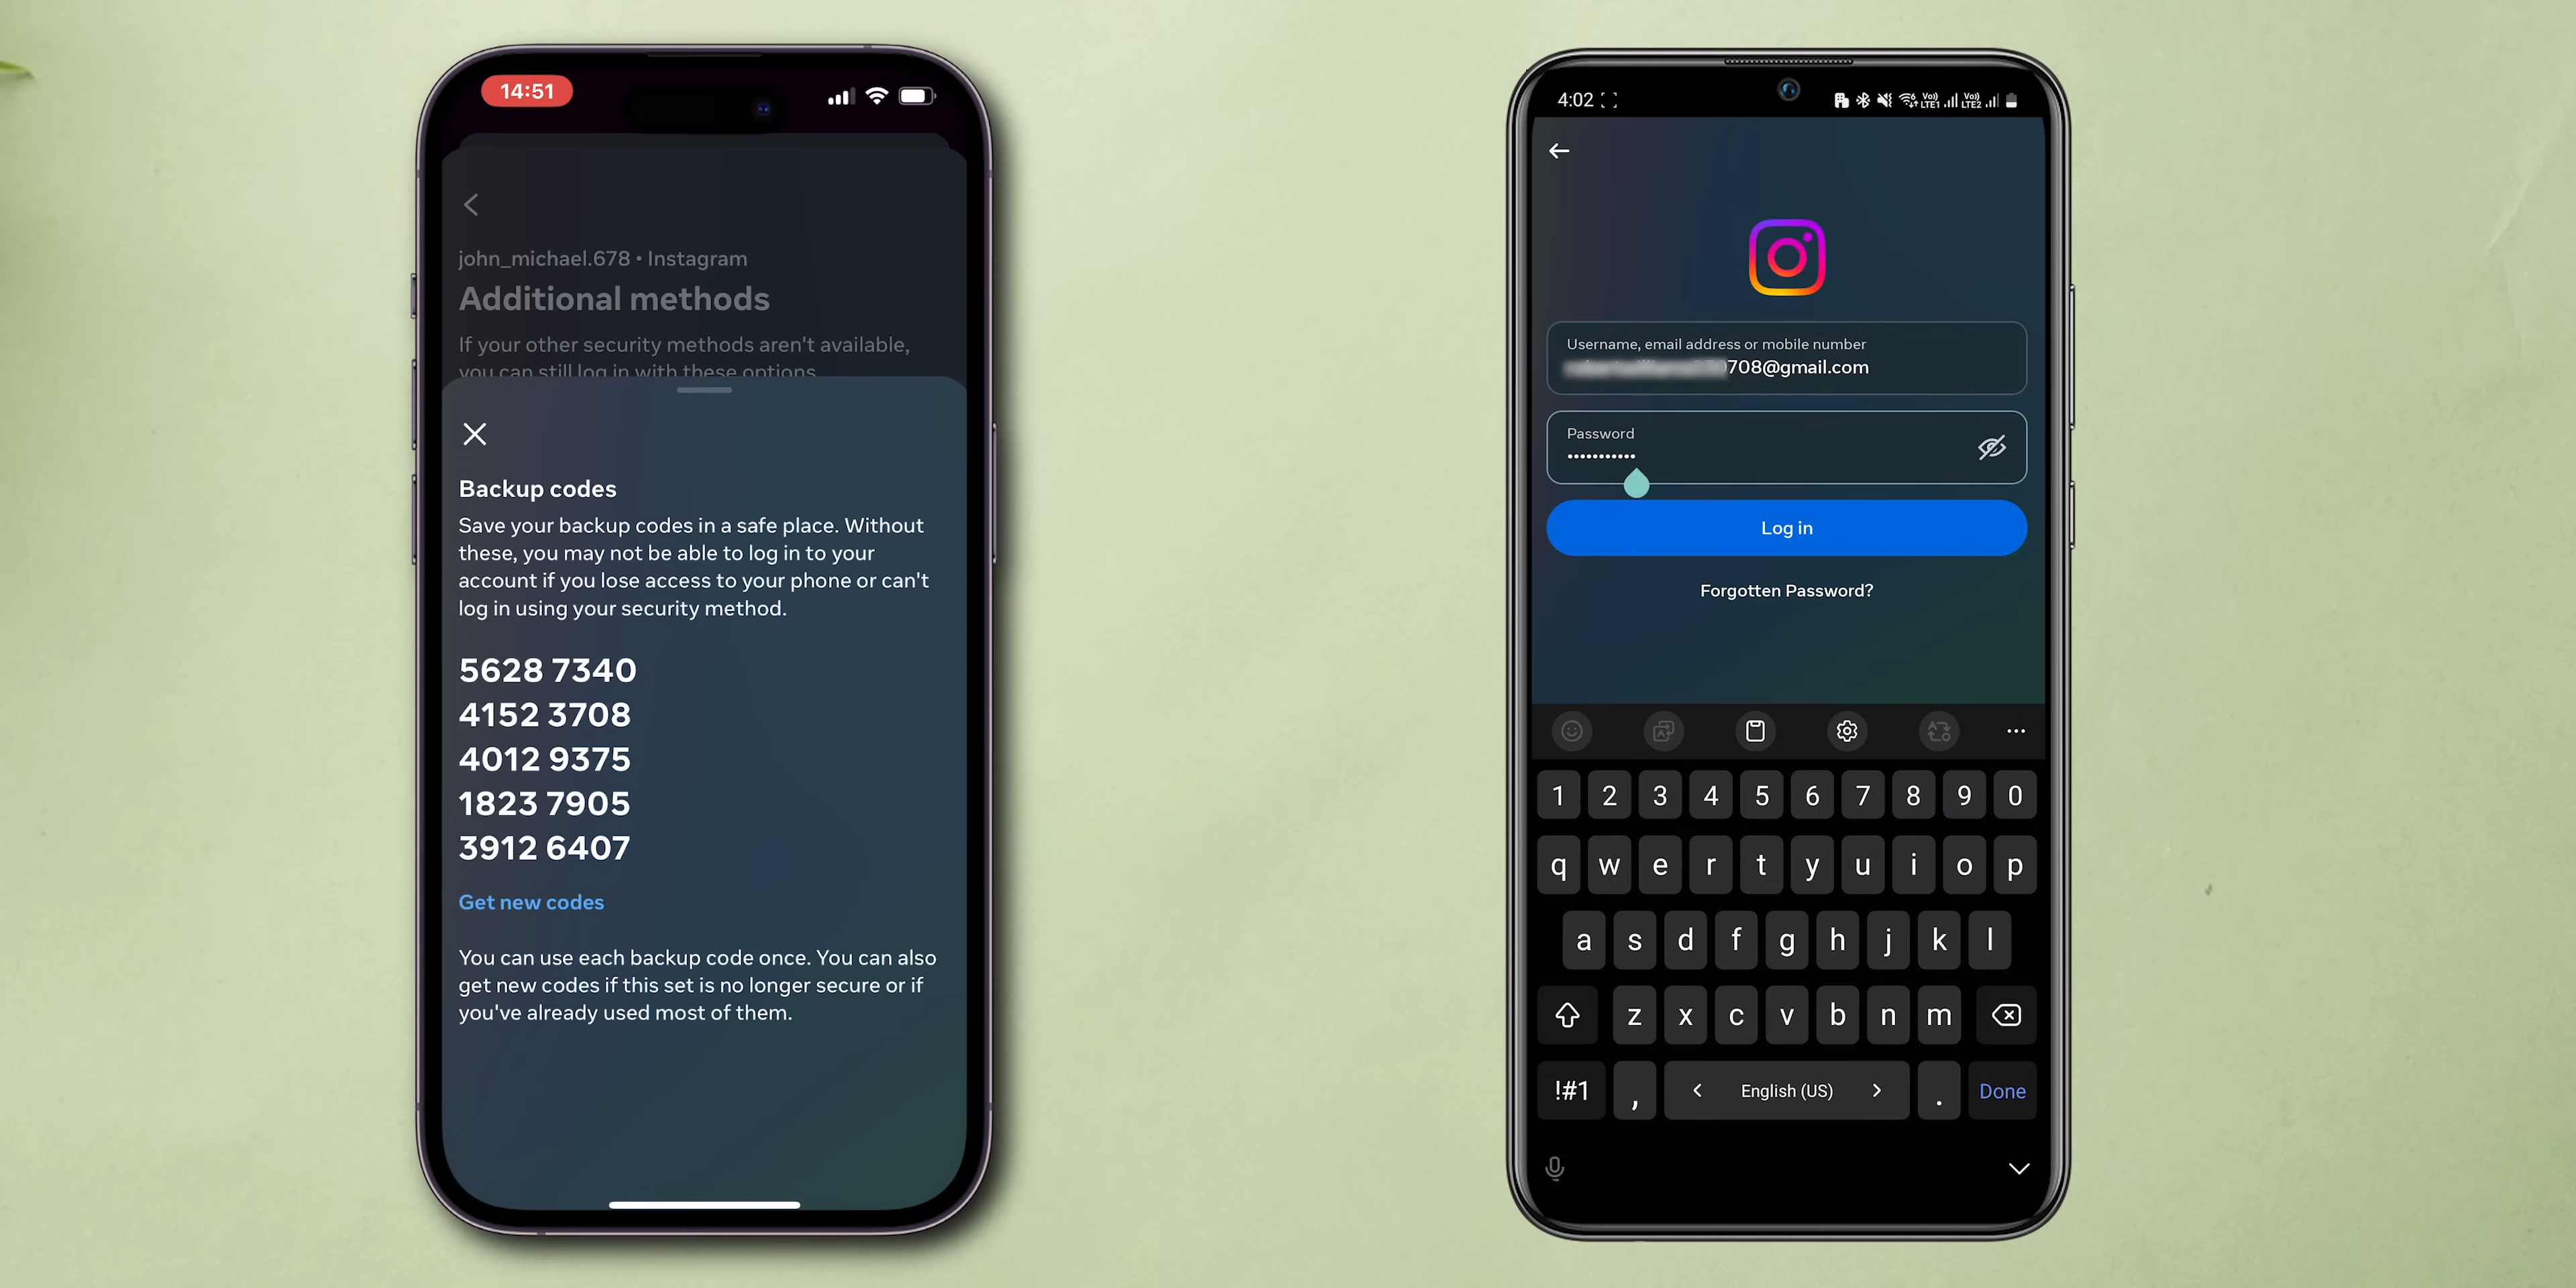 14:51
john_michael.678 • Instagram
Additional methods
If your other security methods aren't available,
you can still log in with these options
Backup codes
Save your backup codes in a safe place. Without
these, you may not be able to log in to your
account if you lose access to your phone or can't
log in using your security method.
5628 7340
4152 3708
4012 9375
1823 7905
3912 6407
Get new codes
You can use each backup code once. You can also
get new codes if this set is no longer secure or if
you've already used most of them.
4:02
Vo) LTE1 Vo) LTE2
Username, email address or mobile number
708@gmail.com
Password
Log in
Forgotten Password?
1 2 3 4 5 6 7 8 9 0
q w e r t y u i o p
a s d f g h j k l
z x c v b n m
!#1 , < English (US) > . Done